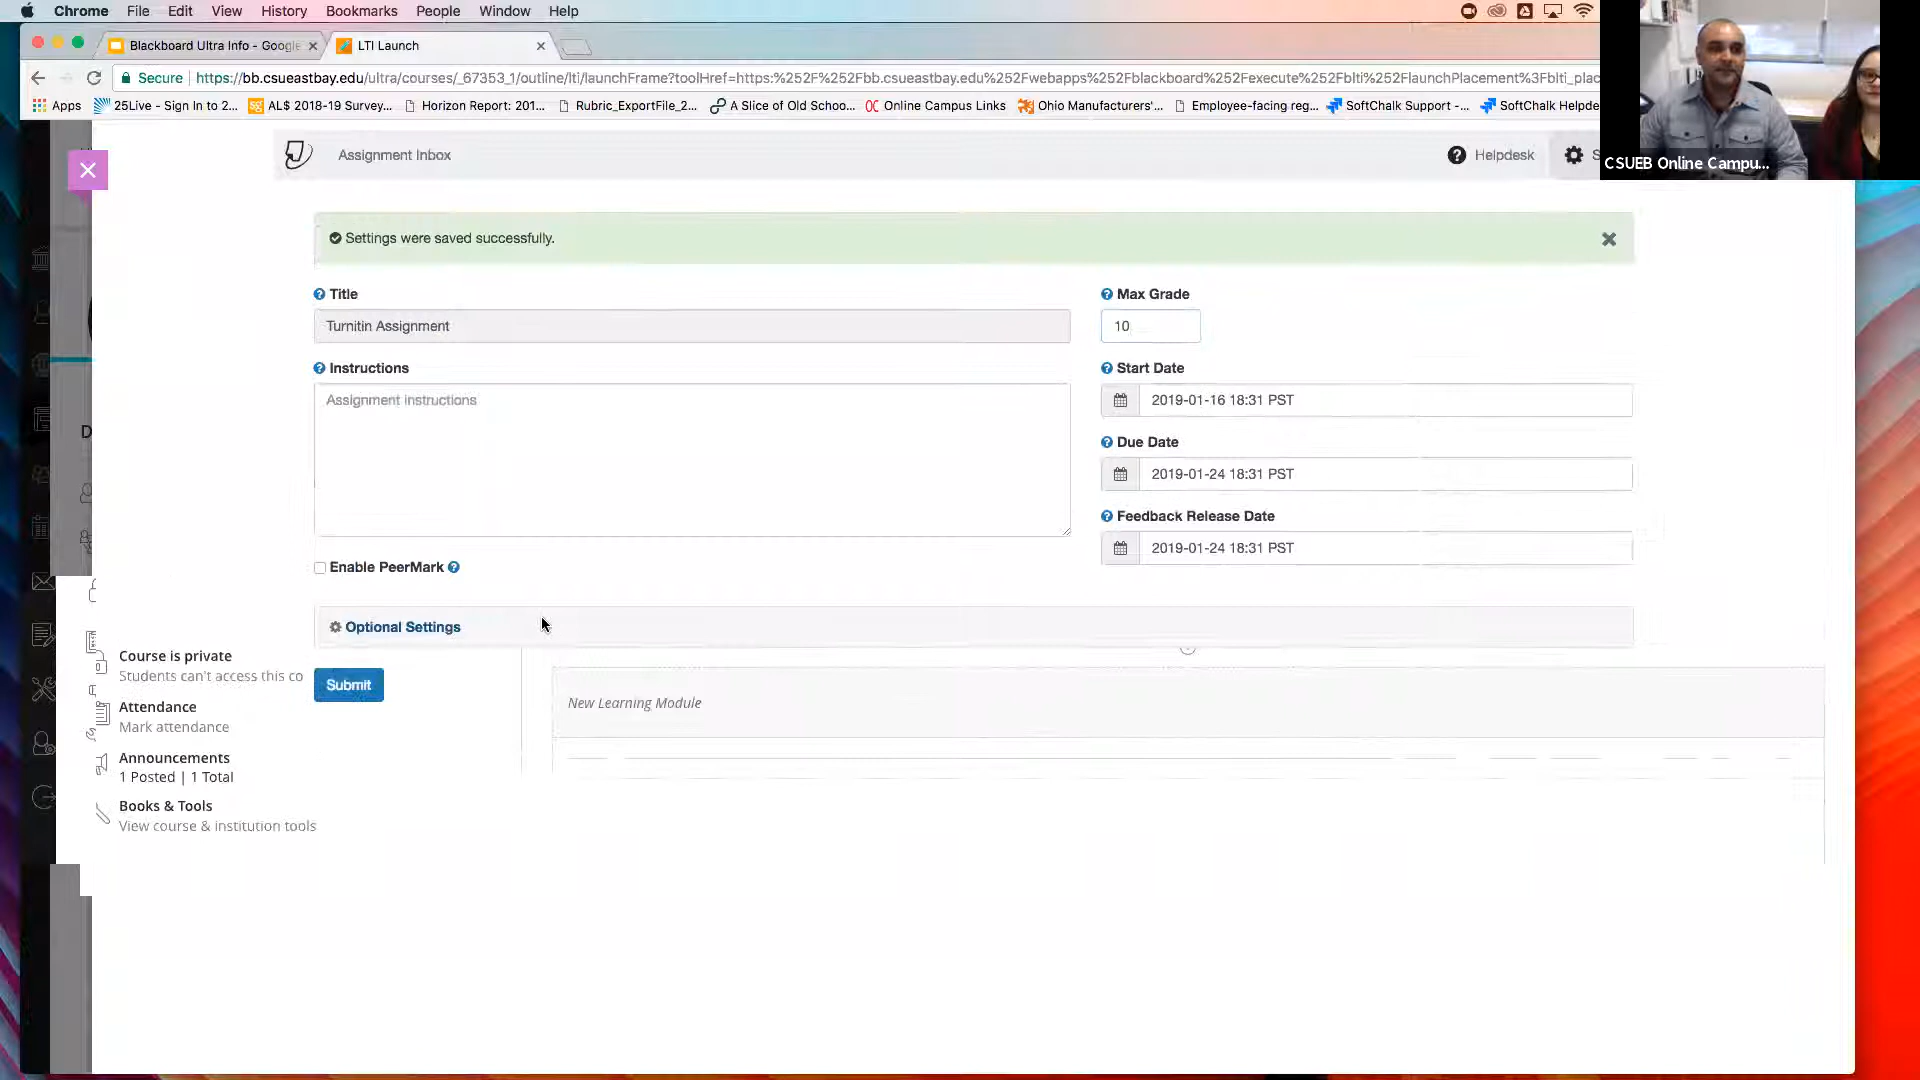 Chrome File Edit View History Bookmarks People Window Help
Blackboard Ultra Info - Google
LTI Launch
Secure https://bb.csueastbay.edu/ultra/courses/_67353_1/outline/lti/launchFrame?toolHref=https:%252F%252Fbb.csueastbay.edu%252Fwebapps%252Fblackboard%252Fexecute%252Fblti%252FlaunchPlacement%3Fblti_plac
Apps 25Live - Sign In to 2... AL$ 2018-19 Survey... Horizon Report: 201... Rubric_ExportFile_2... A Slice of Old Schoo... Online Campus Links Ohio Manufacturers'... Employee-facing reg... SoftChalk Support -... SoftChalk Helpde
CSUEB Online Campu...
Assignment Inbox
Helpdesk
Settings were saved successfully.
Title
Turnitin Assignment
Max Grade
10
Instructions
Assignment instructions
Start Date
2019-01-16 18:31 PST
Due Date
2019-01-24 18:31 PST
Feedback Release Date
2019-01-24 18:31 PST
Enable PeerMark
Optional Settings
Submit
Course is private
Students can't access this co
Attendance
Mark attendance
Announcements
1 Posted | 1 Total
Books & Tools
View course & institution tools
New Learning Module